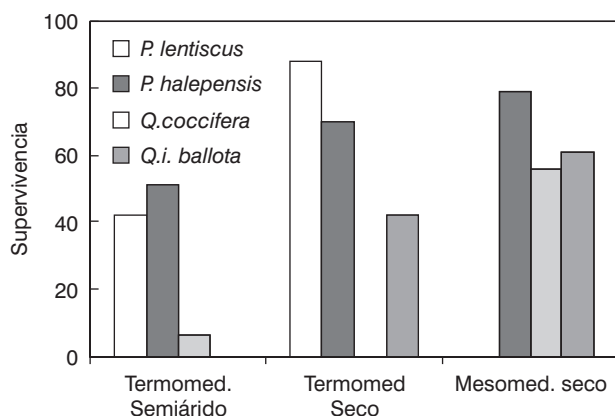 100
80
60
40
20
0
Supervivencia
P. lentiscus
P. halepensis
Q.coccifera
Q.i. ballota
Termomed.
Semiárido
Termomed
Seco
Mesomed. seco